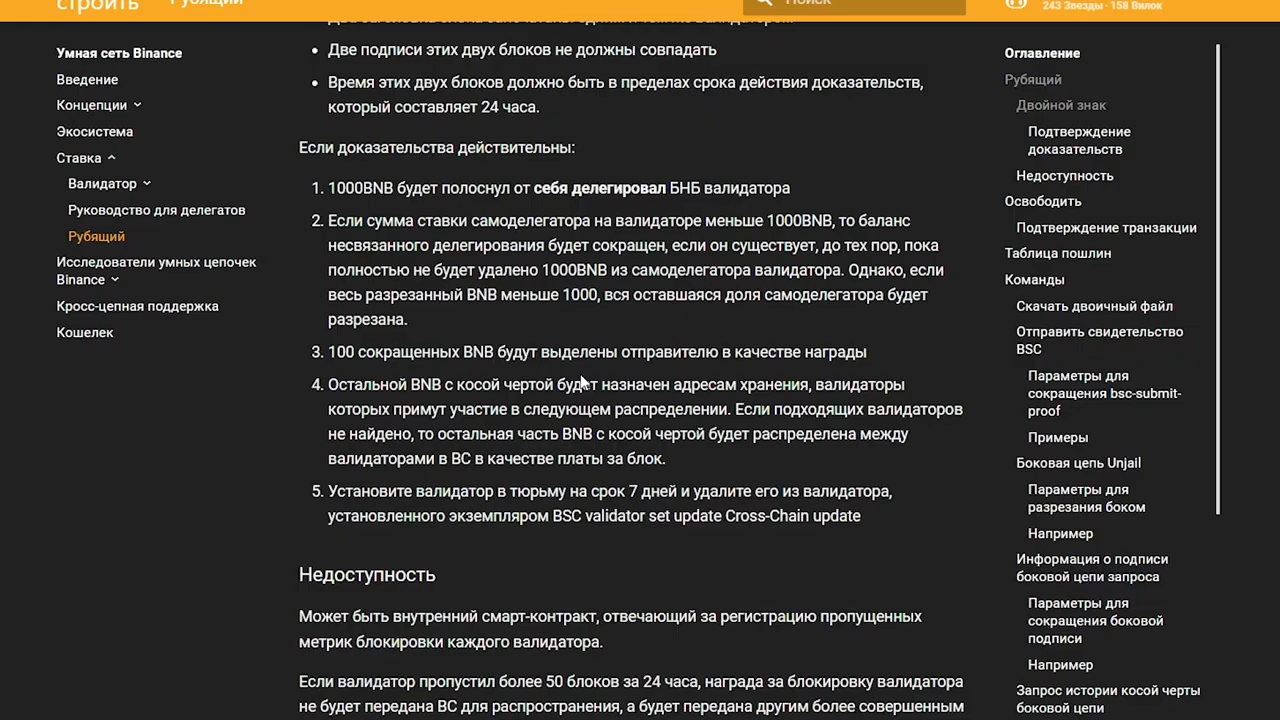 строить
Рубящий
Поиск
243 Звезды · 158 Вилок
Умная сеть Binance
Введение
Концепции
Экосистема
Ставка
Валидатор
Руководство для делегатов
Рубящий
Исследователи умных цепочек
Binance
Кросс-цепная поддержка
Кошелек
Две подписи этих двух блоков не должны совпадать
Время этих двух блоков должно быть в пределах срока действия доказательств,
который составляет 24 часа.
Если доказательства действительны:
1. 1000BNB будет полоснул от себя делегировал БНБ валидатора
2. Если сумма ставки самоделегатора на валидаторе меньше 1000BNB, то баланс
несвязанного делегирования будет сокращен, если он существует, до тех пор, пока
полностью не будет удалено 1000BNB из самоделегатора валидатора. Однако, если
весь разрезанный BNB меньше 1000, вся оставшаяся доля самоделегатора будет
разрезана.
3. 100 сокращенных BNB будут выделены отправителю в качестве награды
4. Остальной BNB с косой чертой будет назначен адресам хранения, валидаторы
которых примут участие в следующем распределении. Если подходящих валидаторов
не найдено, то остальная часть BNB с косой чертой будет распределена между
валидаторами в BC в качестве платы за блок.
5. Установите валидатор в тюрьму на срок 7 дней и удалите его из валидатора,
установленного экземпляром BSC validator set update Cross-Chain update
Недоступность
Может быть внутренний смарт-контракт, отвечающий за регистрацию пропущенных
метрик блокировки каждого валидатора.
Если валидатор пропустил более 50 блоков за 24 часа, награда за блокировку валидатора
не будет передана BC для распространения, а будет передана другим более совершенным
Оглавление
Рубящий
Двойной знак
Подтверждение
доказательств
Недоступность
Освободить
Подтверждение транзакции
Таблица пошлин
Команды
Скачать двоичный файл
Отправить свидетельство
BSC
Параметры для
сокращения bsc-submit-
proof
Примеры
Боковая цепь Unjail
Параметры для
разрезания боком
Например
Информация о подписи
боковой цепи запроса
Параметры для
сокращения боковой
подписи
Например
Запрос истории косой черты
боковой цепи